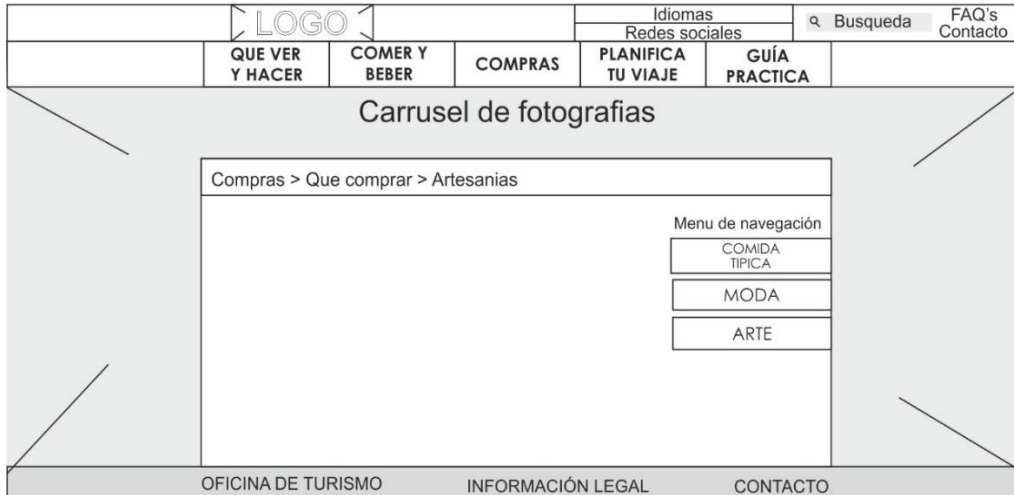 LOGO
Idiomas
Redes sociales
Busqueda
FAQ's
Contacto
QUE VER
Y HACER
COMER Y
BEBER
COMPRAS
PLANIFICA
TU VIAJE
GUÍA
PRACTICA
Carrusel de fotografias
Compras > Que comprar > Artesanias
Menu de navegación
COMIDA
TIPICA
MODA
ARTE
OFICINA DE TURISMO
INFORMACIÓN LEGAL
CONTACTO